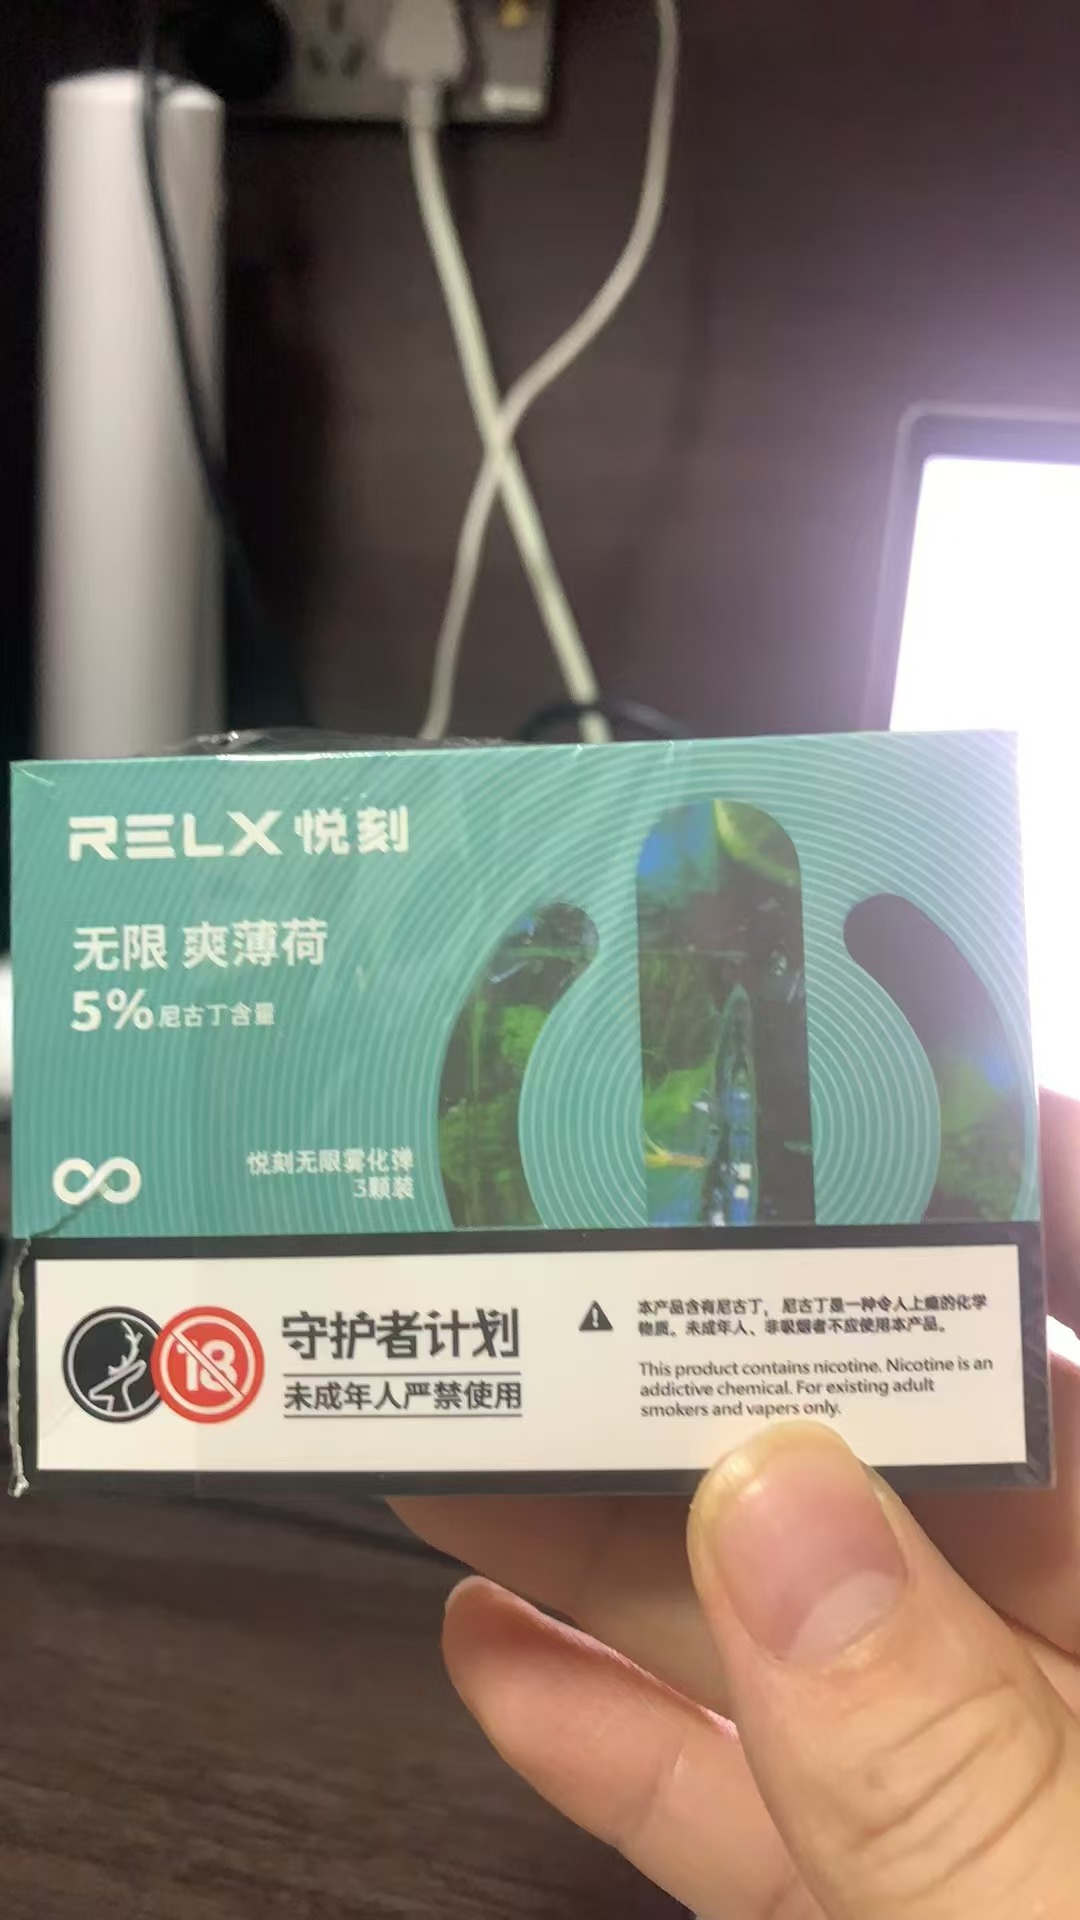 RELX 悦刻
无限 爽薄荷
5%尼古丁含量
悦刻无限雾化弹
3颗装
18
守护者计划
未成年人严禁使用
本产品含有尼古丁，尼古丁是一种令人上瘾的化学
物质。未成年人、非吸烟者不应使用本产品。
This product contains nicotine. Nicotine is an
addictive chemical. For existing adult
smokers and vapers only.